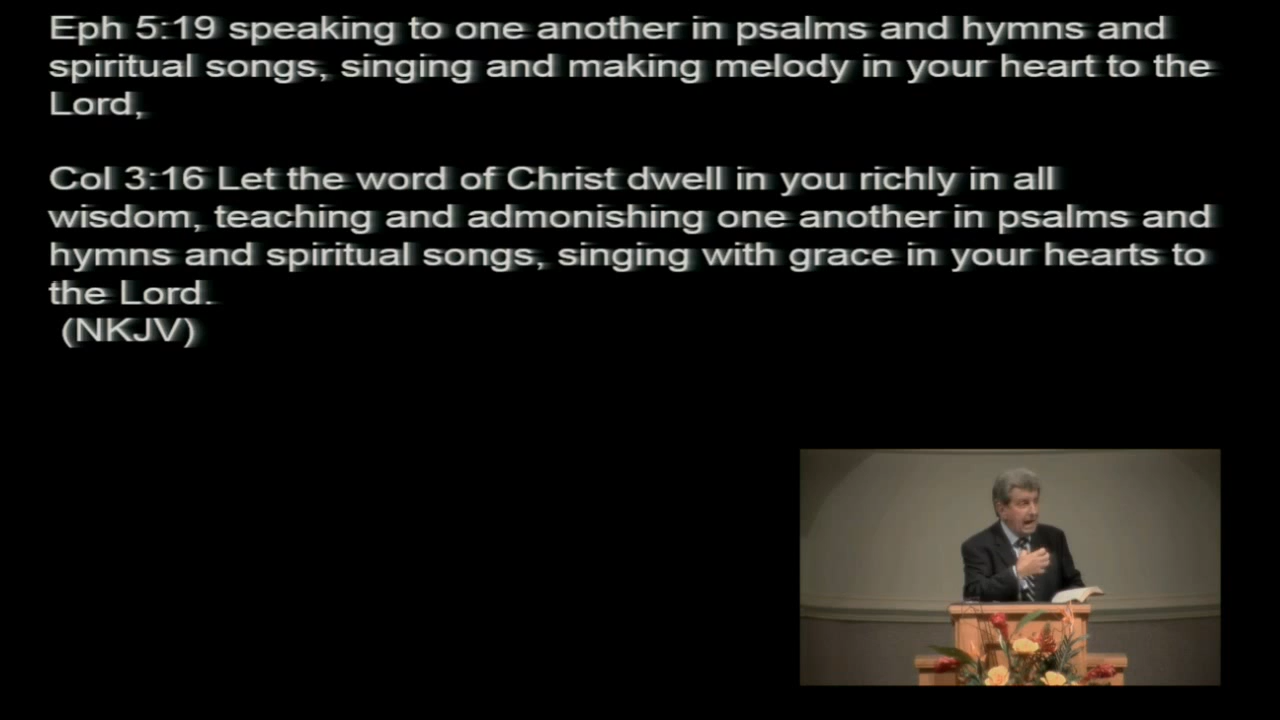 Eph 5:19 speaking to one another in psalms and hymns and
spiritual songs, singing and making melody in your heart to the
Lord,
Col 3:16 Let the word of Christ dwell in you richly in all
wisdom, teaching and admonishing one another in psalms and
hymns and spiritual songs, singing with grace in your hearts to
the Lord.
(NKJV)